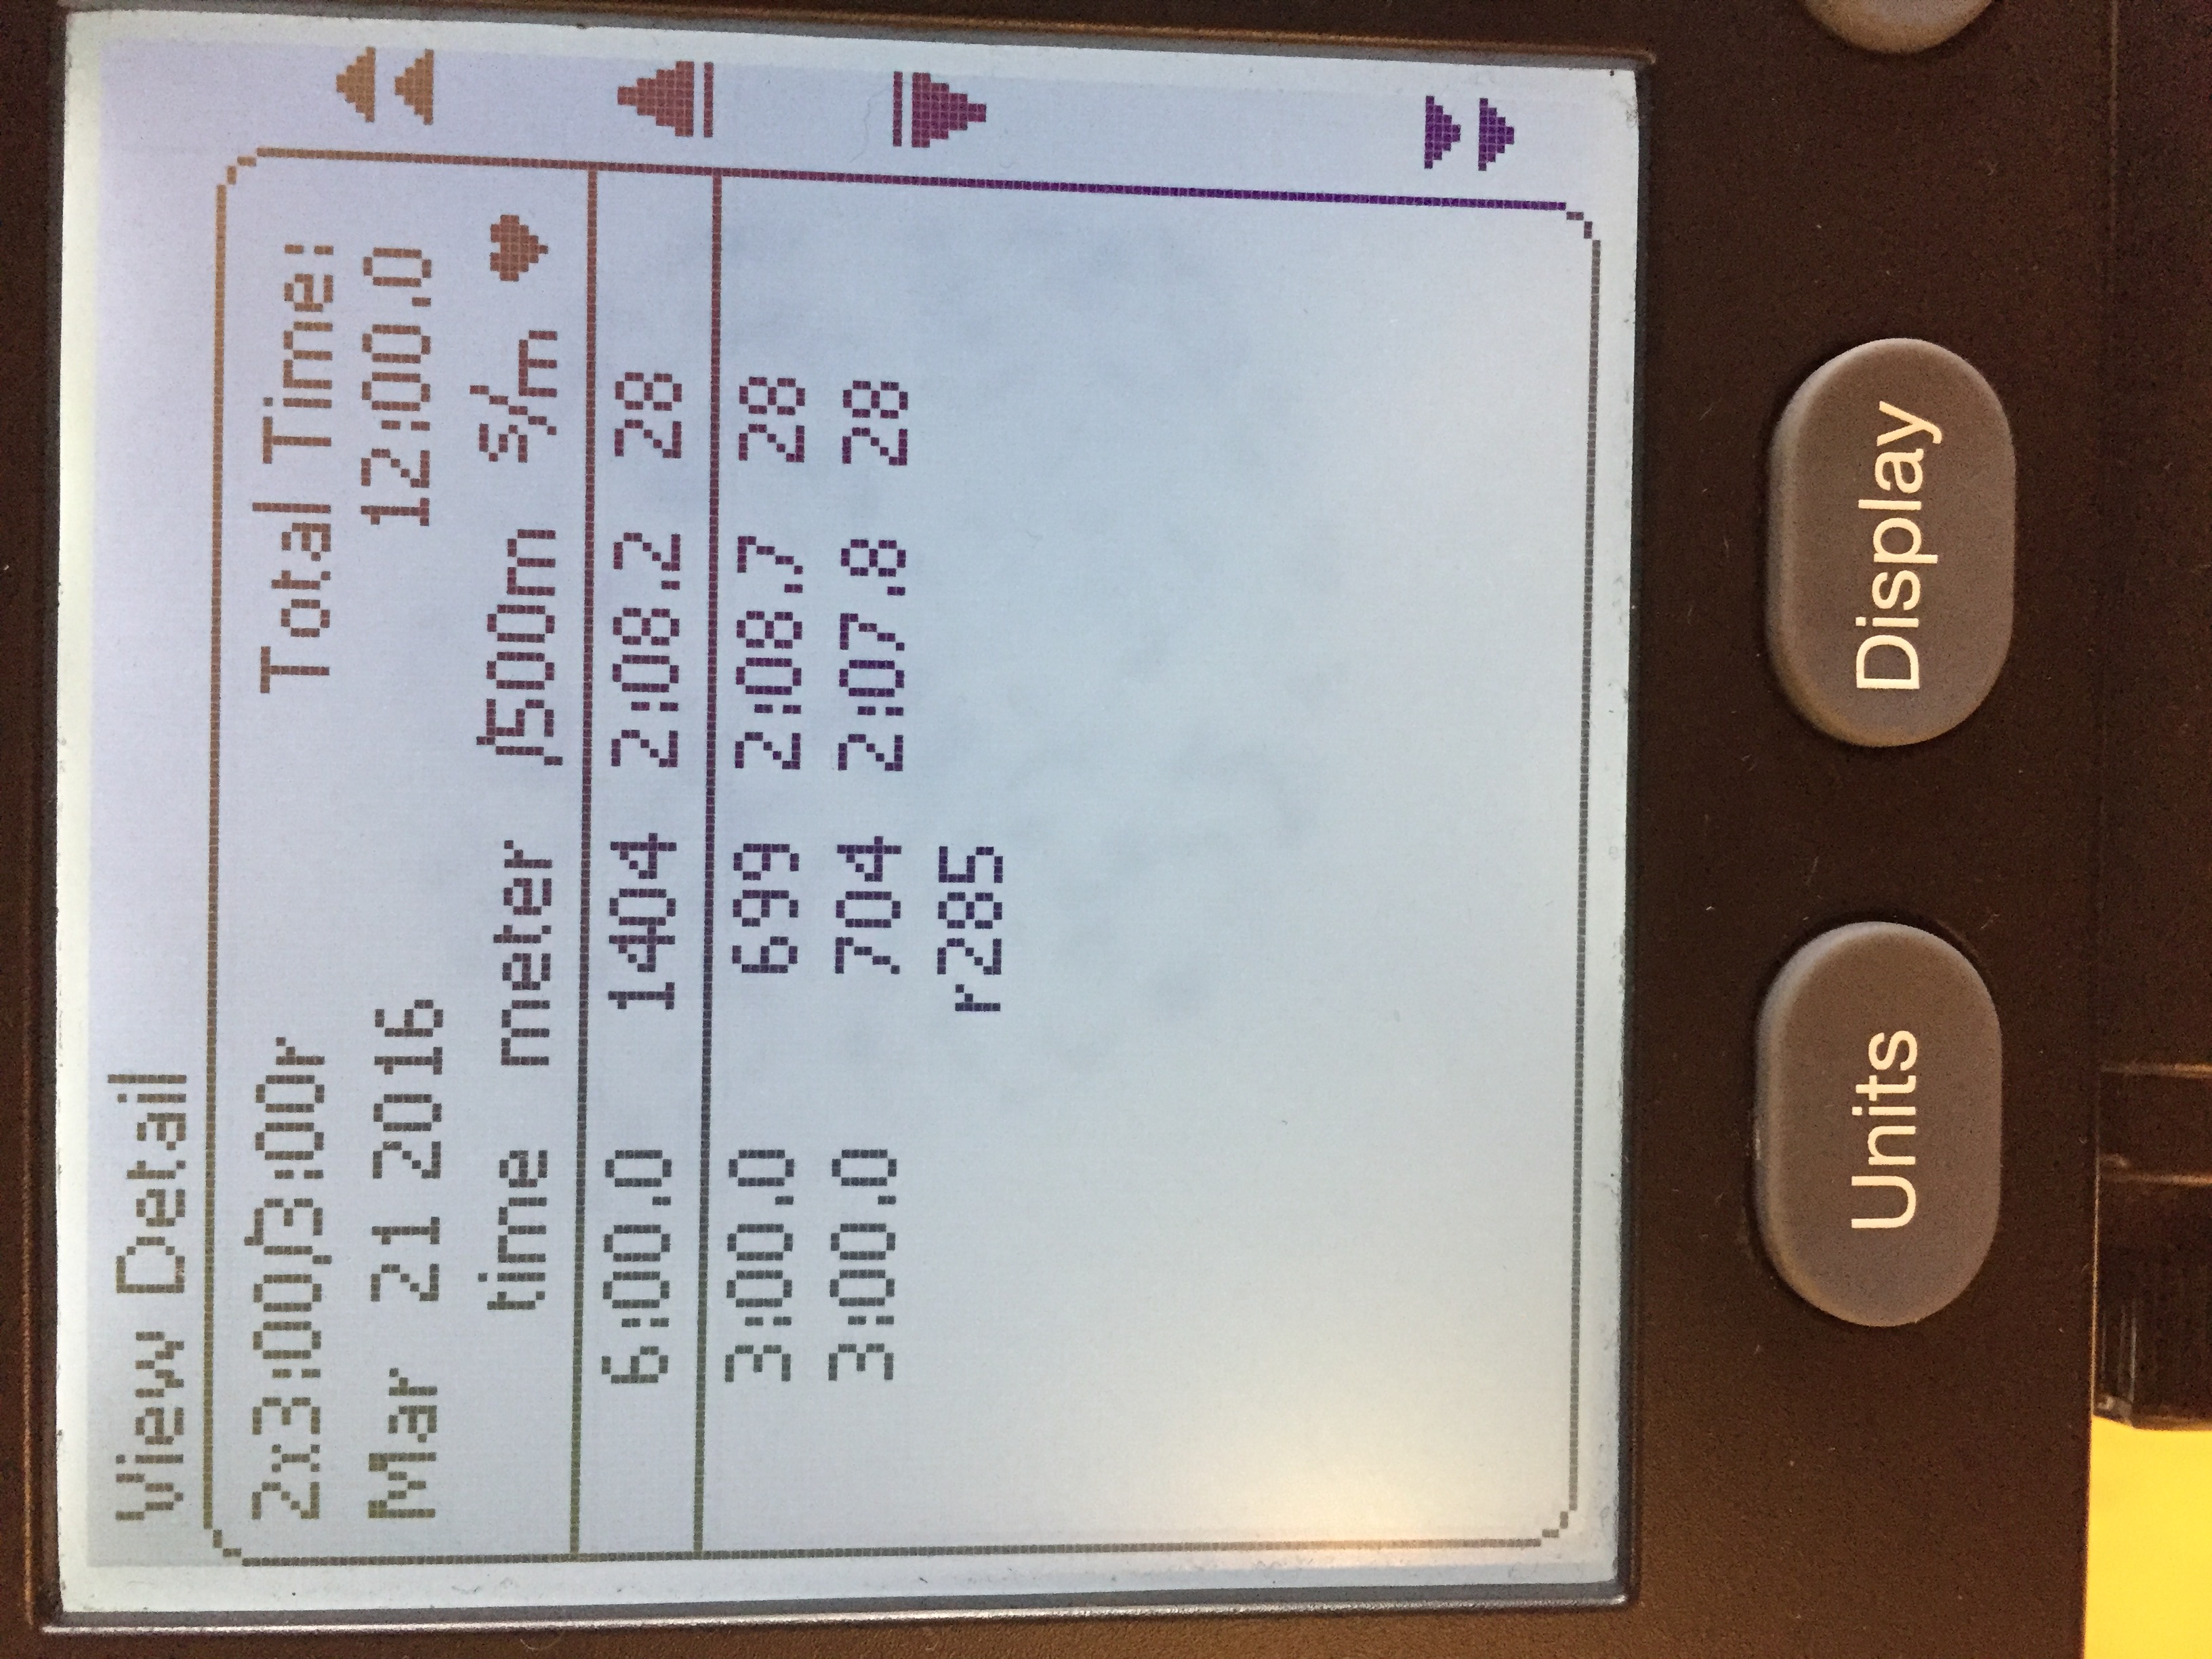 View Detail
2x3:00/3:00r Total Time:
Mar 21 2016 12:00.0
time meter /500m s/m ♥
6:00.0 1404 2:08.2 28
3:00.0 699 2:08.7 28
3:00.0 704 2:07.8 28
r285
Units Display